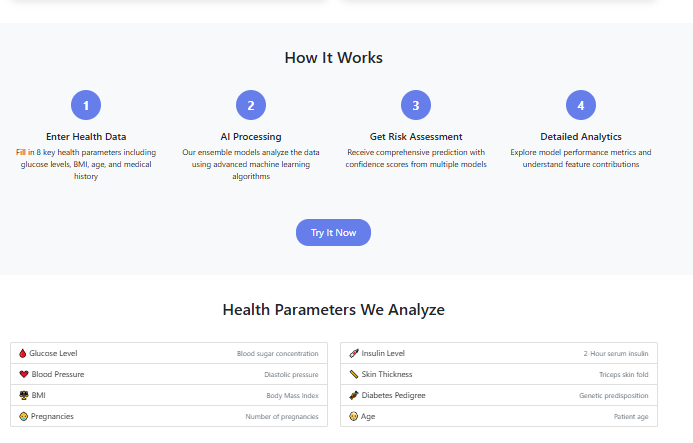 How It Works
1
2
3
4
Enter Health Data
AI Processing
Get Risk Assessment
Detailed Analytics
Fill in 8 key health parameters including
glucose levels, BMI, age, and medical
history
Our ensemble models analyze the data
using advanced machine learning
algorithms
Receive comprehensive prediction with
confidence scores from multiple models
Explore model performance metrics and
understand feature contributions
Try It Now
Health Parameters We Analyze
Glucose Level Blood sugar concentration
Blood Pressure Diastolic pressure
BMI Body Mass Index
Pregnancies Number of pregnancies
Insulin Level 2-Hour serum insulin
Skin Thickness Triceps skin fold
Diabetes Pedigree Genetic predisposition
Age Patient age